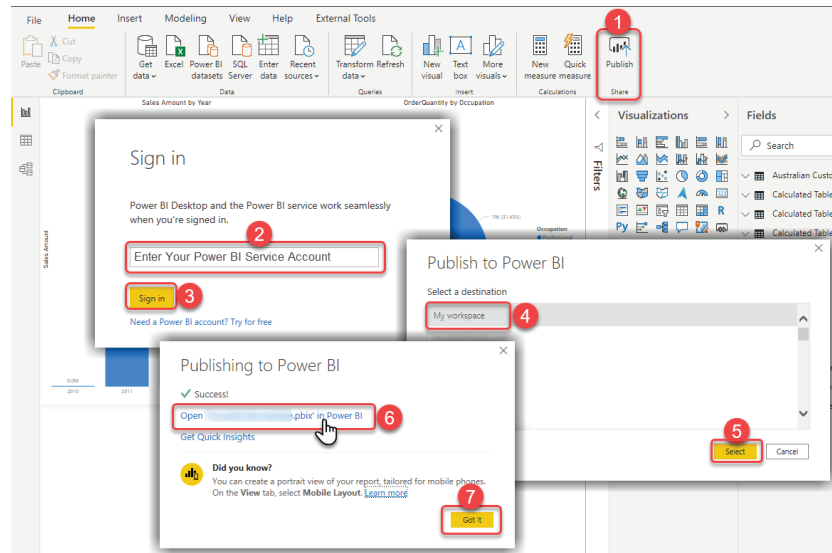 File Home Insert Modeling View Help External Tools
1
Cut
Copy
Format painter
Paste
Get data
Excel
Power BI datasets
SQL Server
Enter data
Recent sources
Transform data
Refresh
New visual
Text box
More visuals
New measure
Quick measure
Publish
Clipboard Data Queries Insert Calculations Share
Sales Amount by Year
OrderQuantity by Occupation
Visualizations
Fields
Search
Filters
Australian Custo
Calculated Table
Calculated Table
Calculated Table
R
Py
Sales Amount
19K (31.45%)
Occupation
Professional
0.0M
2010 2011
Sign in
Power BI Desktop and the Power BI service work seamlessly
when you're signed in.
2
Enter Your Power BI Service Account
Sign in
3
Need a Power BI account? Try for free
Publish to Power BI
Select a destination
My workspace
4
5
Select Cancel
Publishing to Power BI
Success!
Open .pbix' in Power BI
6
Get Quick Insights
Did you know?
You can create a portrait view of your report, tailored for mobile phones.
On the View tab, select Mobile Layout. Learn more
7
Got it